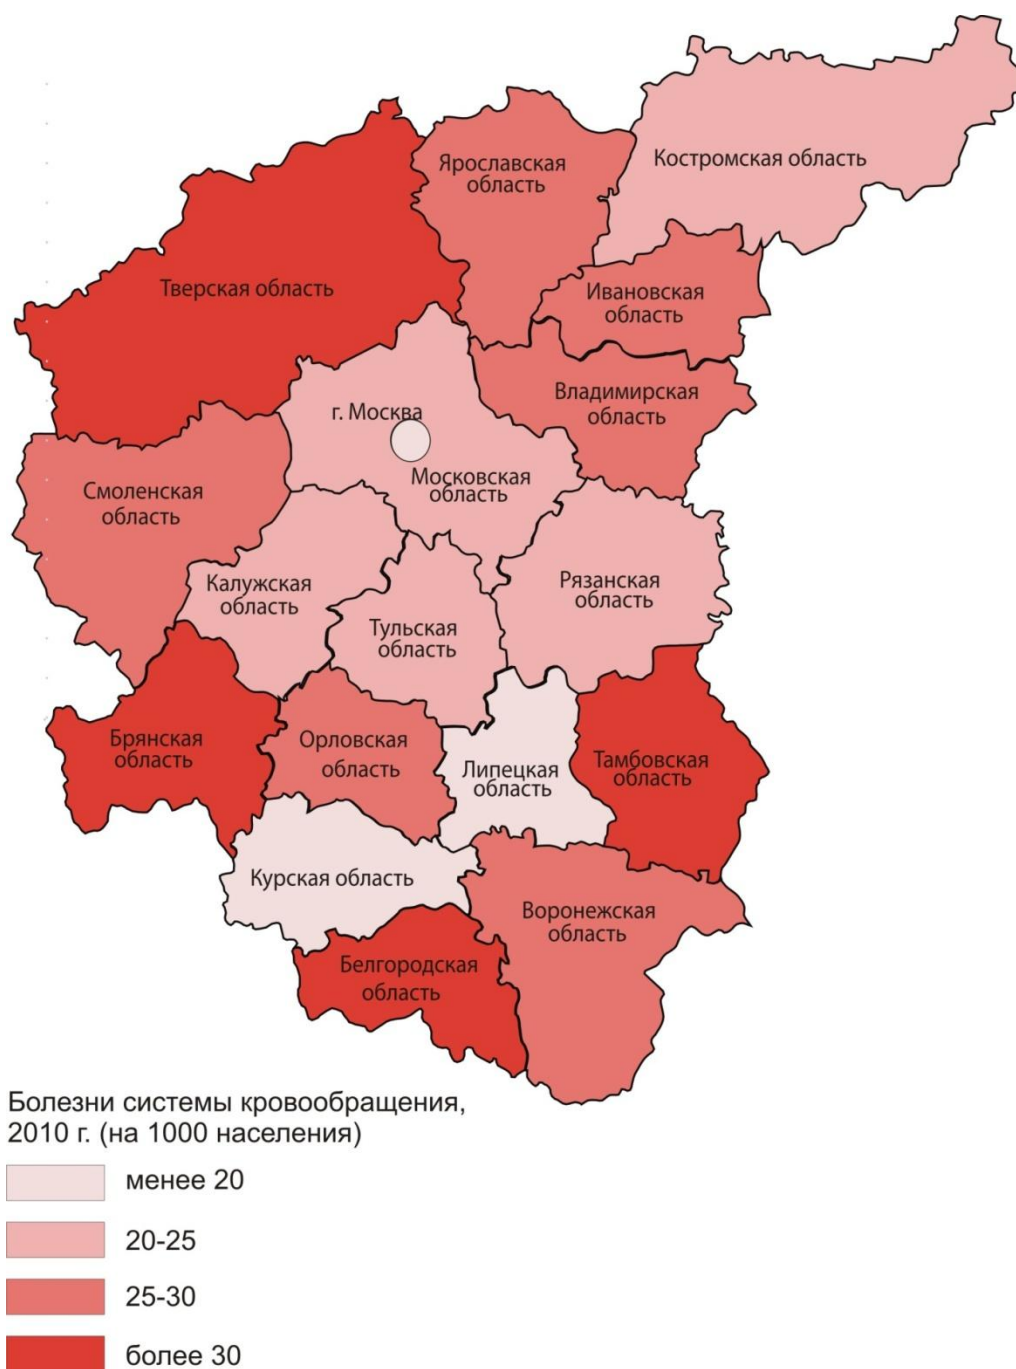 Ярославская
область
Костромская область
Тверская область
Ивановская
область
Владимирская
область
г. Москва
Московская
область
Смоленская
область
Калужская
область
Рязанская
область
Тульская
область
Брянская
область
Орловская
область
Липецкая
область
Тамбовская
область
Курская область
Воронежская
область
Белгородская
область
Болезни системы кровообращения,
2010 г. (на 1000 населения)
менее 20
20-25
25-30
более 30